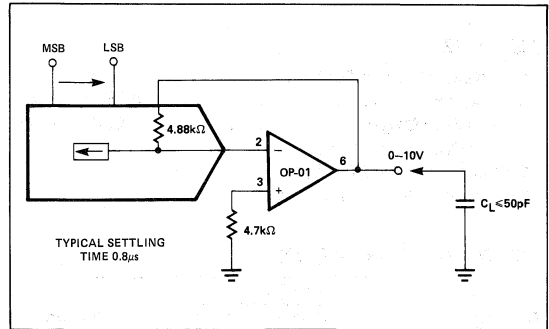 MSB LSB
4.88kΩ
2 −
OP-01
6
0~10V
3 +
CL≤50pF
4.7kΩ
TYPICAL SETTLING
TIME 0.8μs